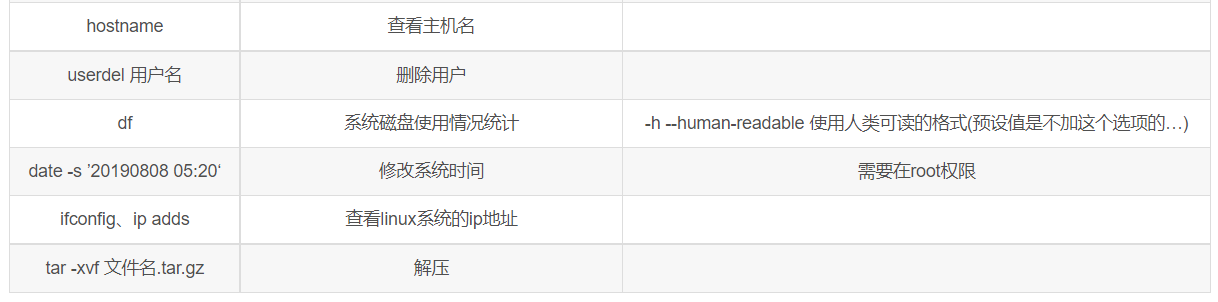 hostname 查看主机名
userdel 用户名 删除用户
df 系统磁盘使用情况统计 -h --human-readable 使用人类可读的格式(预设值是不加这个选项的...)
date -s ’20190808 05:20‘ 修改系统时间 需要在root权限
ifconfig、ip adds 查看linux系统的ip地址
tar -xvf 文件名.tar.gz 解压